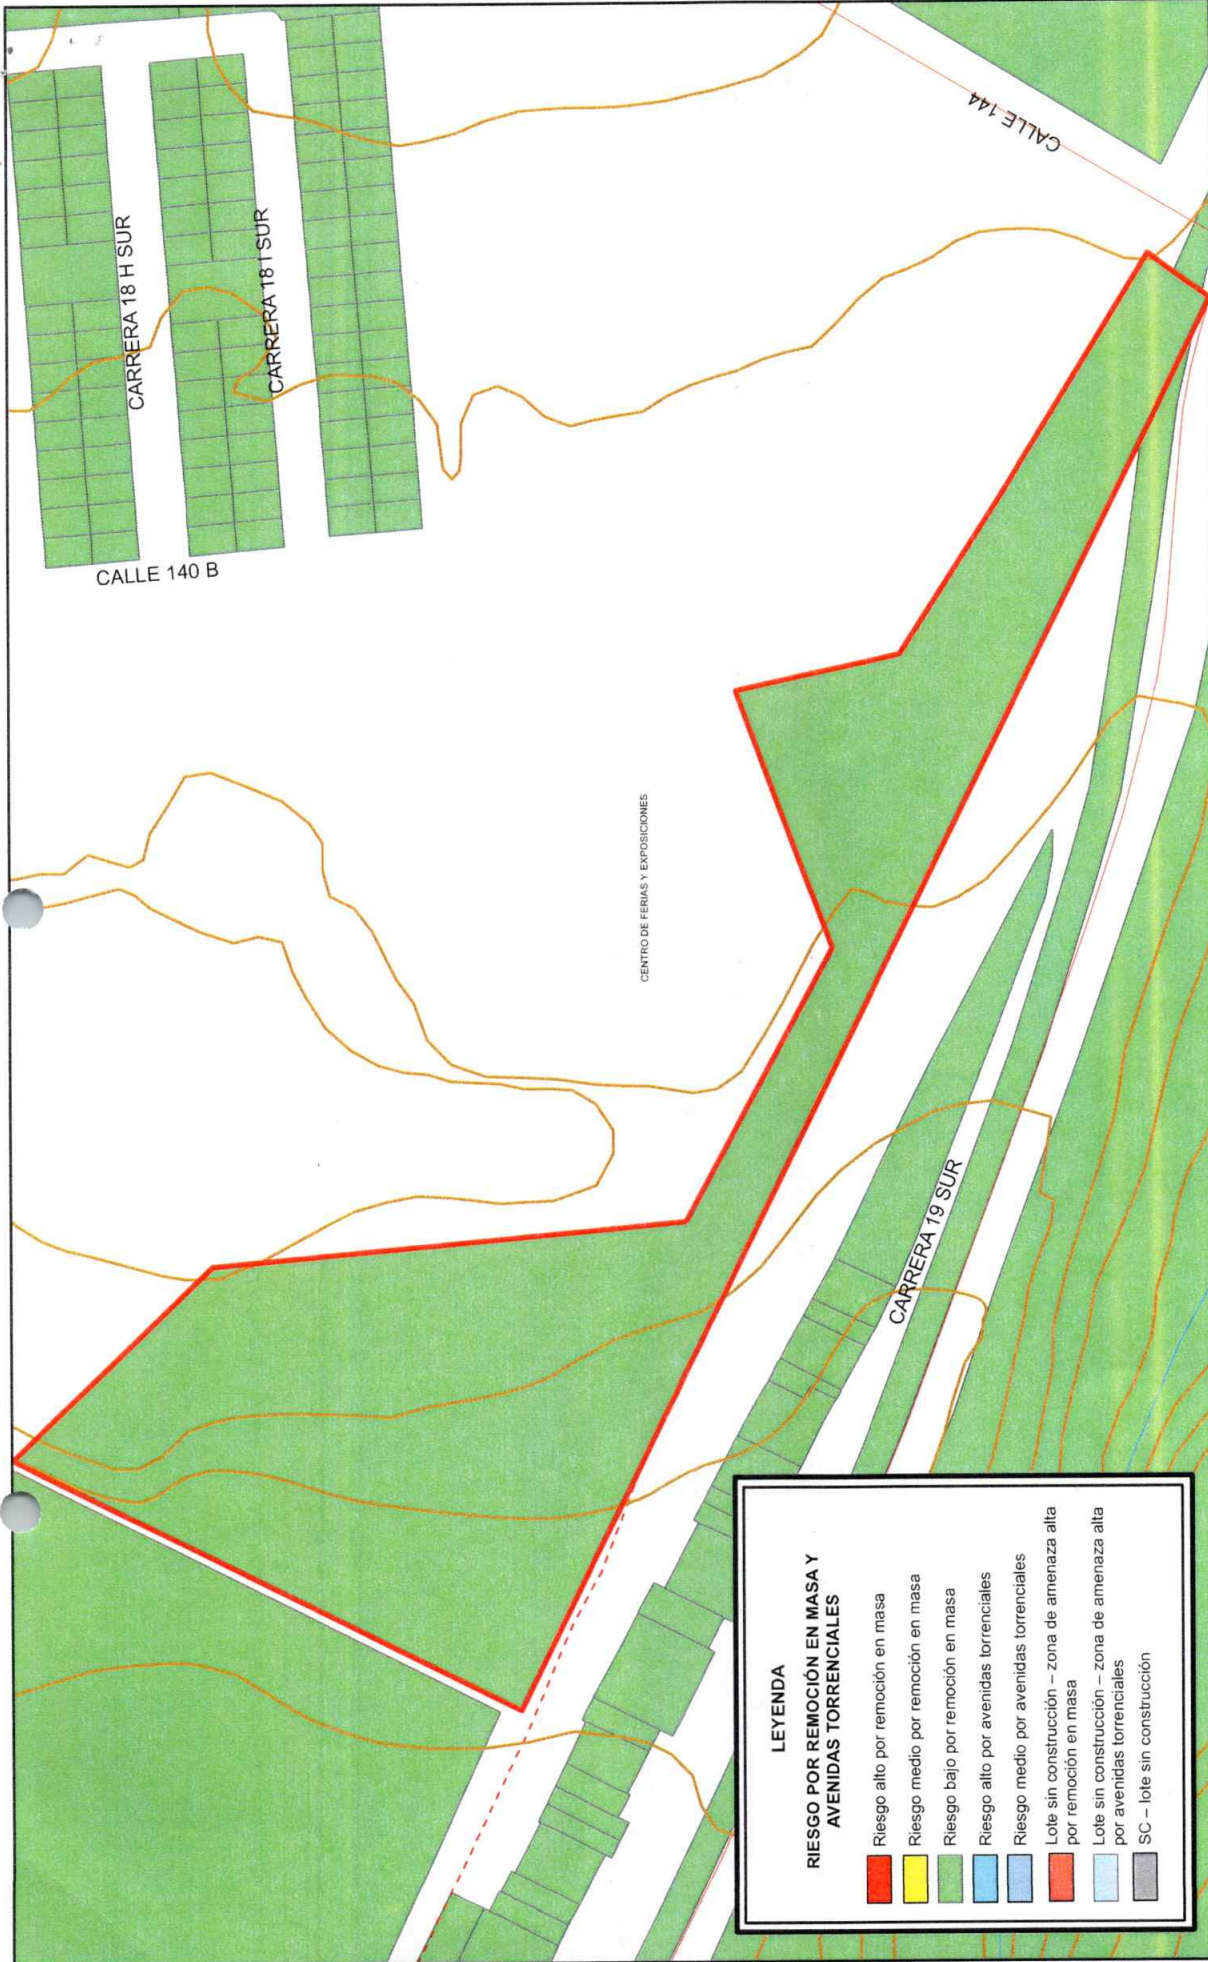 CALLE 144
CARRERA 18 H SUR
CARRERA 18 I SUR
CALLE 140 B
CENTRO DE FERIAS Y EXPOSICIONES
CARRERA 19 SUR
LEYENDA
RIESGO POR REMOCIÓN EN MASA Y
AVENIDAS TORRENCIALES
Riesgo alto por remoción en masa
Riesgo medio por remoción en masa
Riesgo bajo por remoción en masa
Riesgo alto por avenidas torrenciales
Riesgo medio por avenidas torrenciales
Lote sin construcción – zona de amenaza alta
por remoción en masa
Lote sin construcción – zona de amenaza alta
por avenidas torrenciales
SC – lote sin construcción